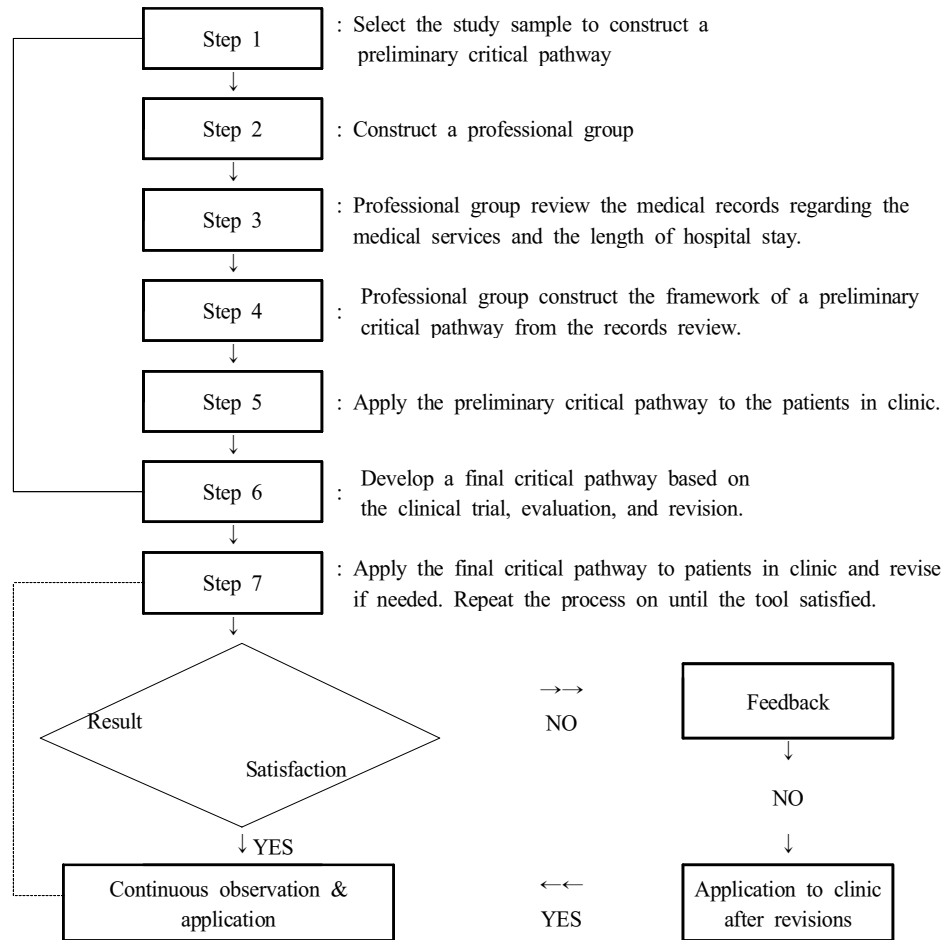 Step 1
: Select the study sample to construct a
preliminary critical pathway
↓
Step 2
: Construct a professional group
↓
Step 3
: Professional group review the medical records regarding the
medical services and the length of hospital stay.
↓
Step 4
: Professional group construct the framework of a preliminary
critical pathway from the records review.
↓
Step 5
: Apply the preliminary critical pathway to the patients in clinic.
↓
Step 6
: Develop a final critical pathway based on
the clinical trial, evaluation, and revision.
↓
Step 7
: Apply the final critical pathway to patients in clinic and revise
if needed. Repeat the process on until the tool satisfied.
↓
Result
Satisfaction
→→
NO
Feedback
↓
NO
↓ YES
↓
Continuous observation &
application
←←
YES
Application to clinic
after revisions